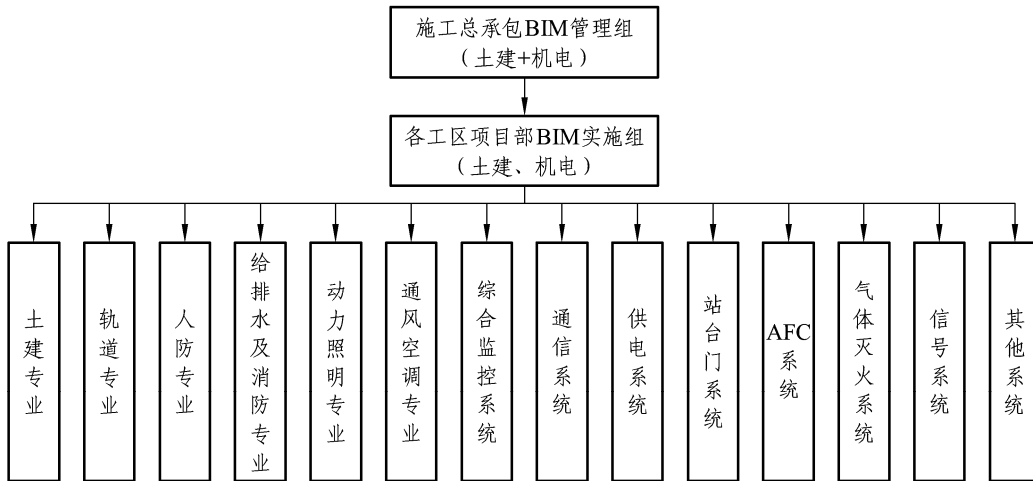 施工总承包BIM管理组
（土建+机电）
各工区项目部BIM实施组
（土建、机电）
土建专业
轨道专业
人防专业
给排水及消防专业
动力照明专业
通风空调专业
综合监控系统
通信系统
供电系统
站台门系统
AFC系统
气体灭火系统
信号系统
其他系统